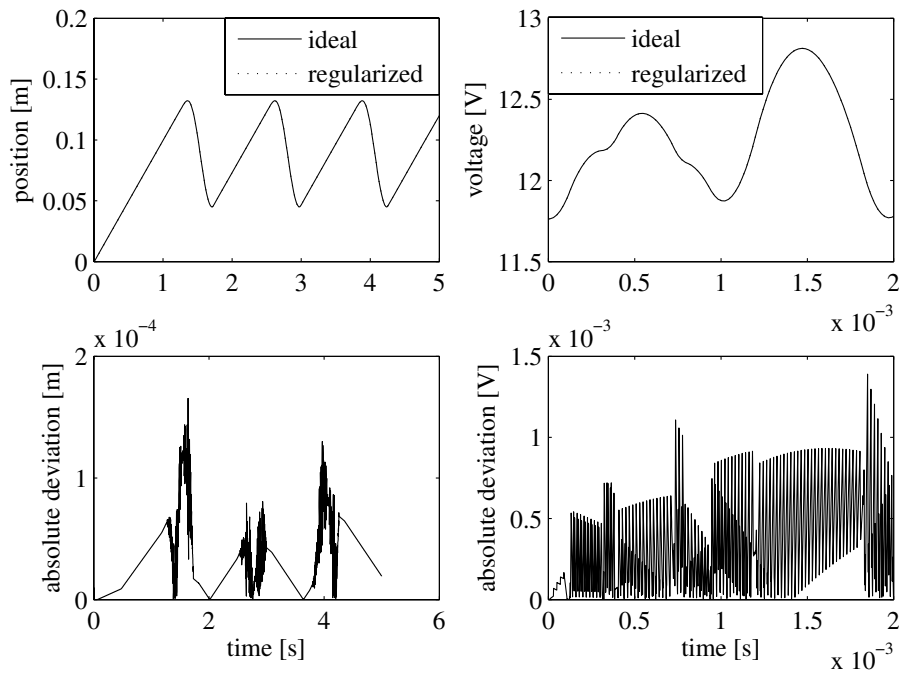 0.2
0.15
0.1
0.05
0
position [m]
ideal
regularized
0 1 2 3 4 5
13
12.5
12
11.5
voltage [V]
ideal
regularized
0 0.5 1 1.5 2
x 10⁻³
x 10⁻⁴
2
1
0
absolute deviation [m]
0 2 4 6
time [s]
x 10⁻³
1.5
1
0.5
0
absolute deviation [V]
0 0.5 1 1.5 2
time [s]
x 10⁻³